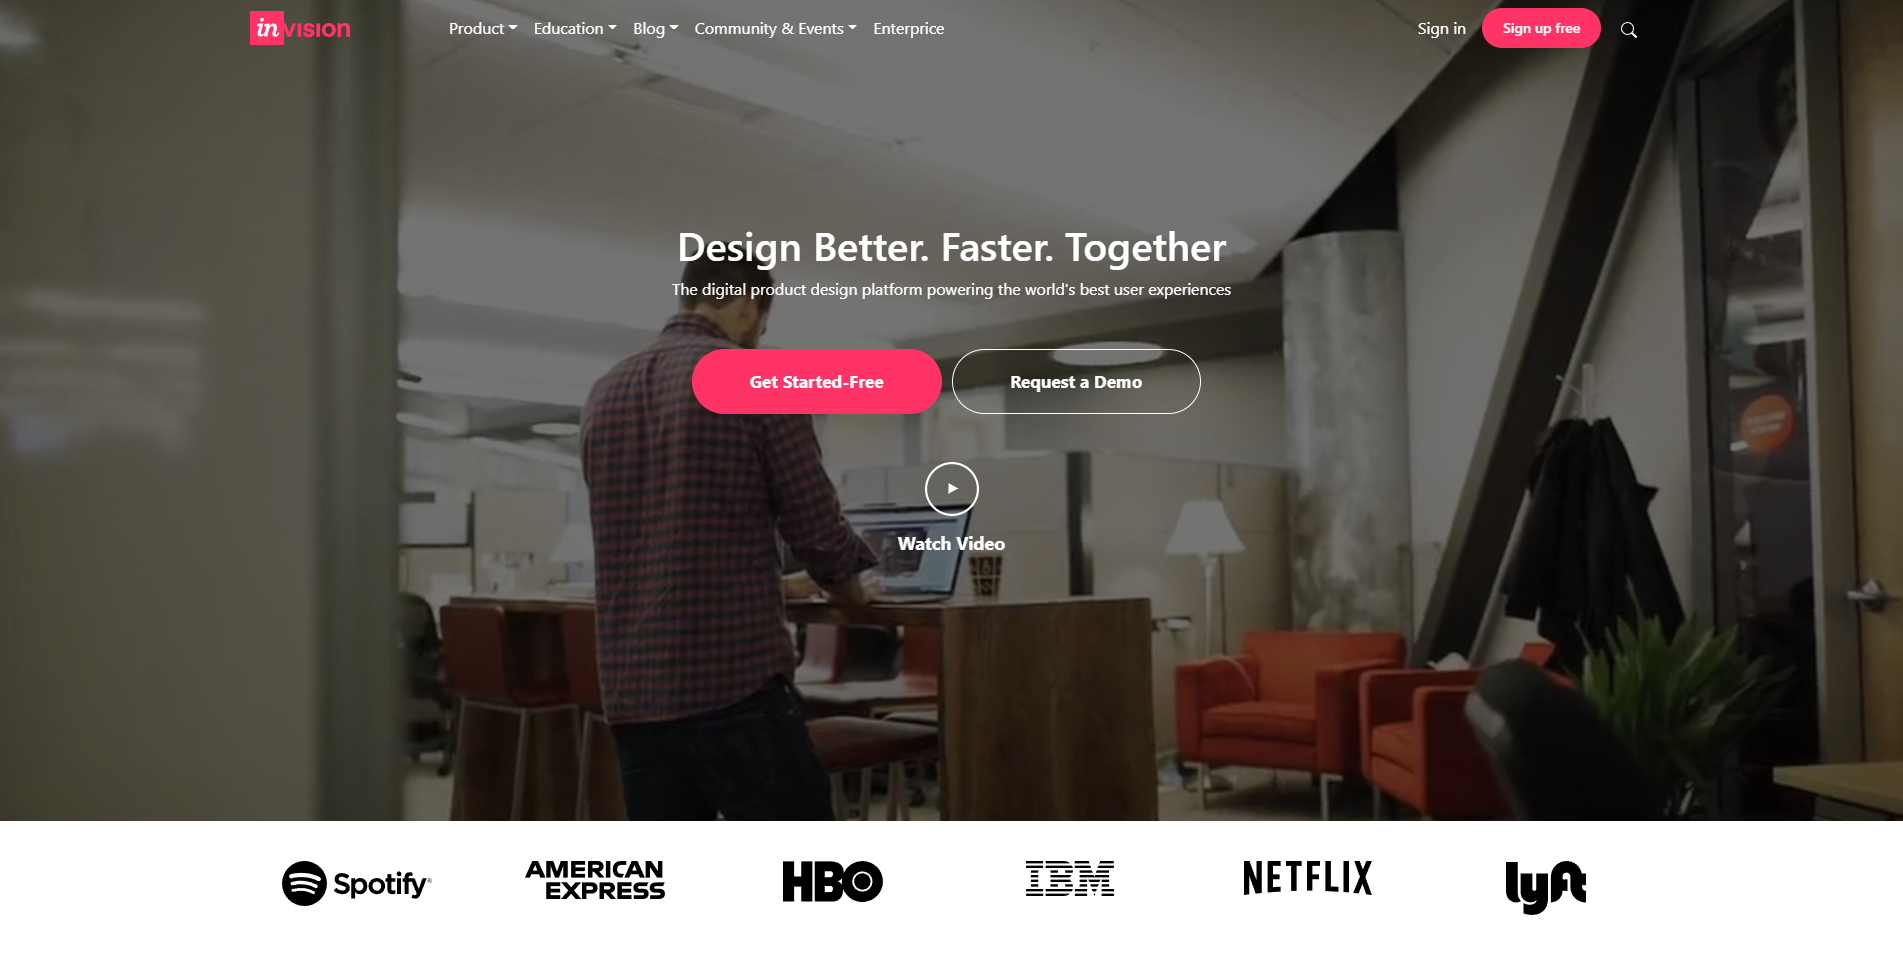 invision
Product
Education
Blog
Community & Events
Enterprice
Sign in
Sign up free
Design Better. Faster. Together
The digital product design platform powering the world's best user experiences
Get Started-Free
Request a Demo
Watch Video
Spotify
AMERICAN
EXPRESS
HBO
IBM
NETFLIX
lyft